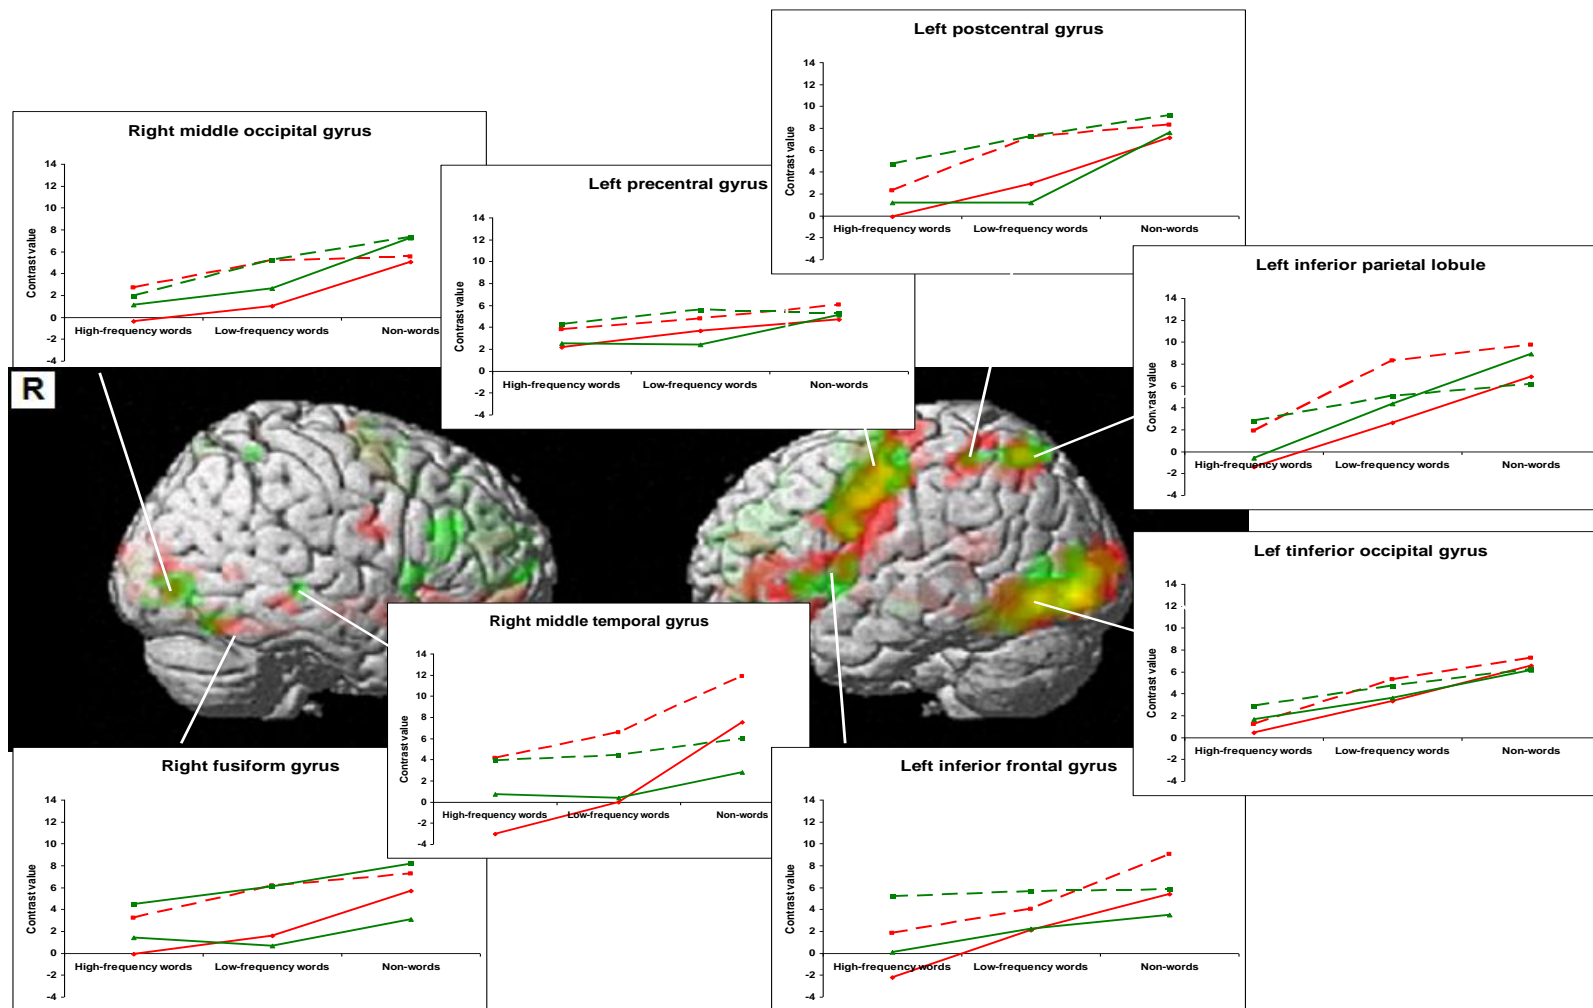 Left postcentral gyrus
14
12
10
8
6
4
2
0
-2
-4
Contrast value
High-frequency words
Low-frequency words
Non-words
Right middle occipital gyrus
14
12
10
8
6
4
2
0
-2
-4
Contrast value
High-frequency words
Low-frequency words
Non-words
Left precentral gyrus
14
12
10
8
6
4
2
0
-2
-4
Contrast value
High-frequency words
Low-frequency words
Non-words
Left inferior parietal lobule
14
12
10
8
6
4
2
0
-2
-4
Contrast value
High-frequency words
Low-frequency words
Non-words
R
Lef tinferior occipital gyrus
14
12
10
8
6
4
2
0
-2
-4
Contrast value
High-frequency words
Low-frequency words
Non-words
Right middle temporal gyrus
14
12
10
8
6
4
2
0
-2
-4
Contrast value
High-frequency words
Low-frequency words
Non-words
Right fusiform gyrus
14
12
10
8
6
4
2
0
-2
-4
Contrast value
High-frequency words
Low-frequency words
Non-words
Left inferior frontal gyrus
14
12
10
8
6
4
2
0
-2
-4
Contrast value
High-frequency words
Low-frequency words
Non-words